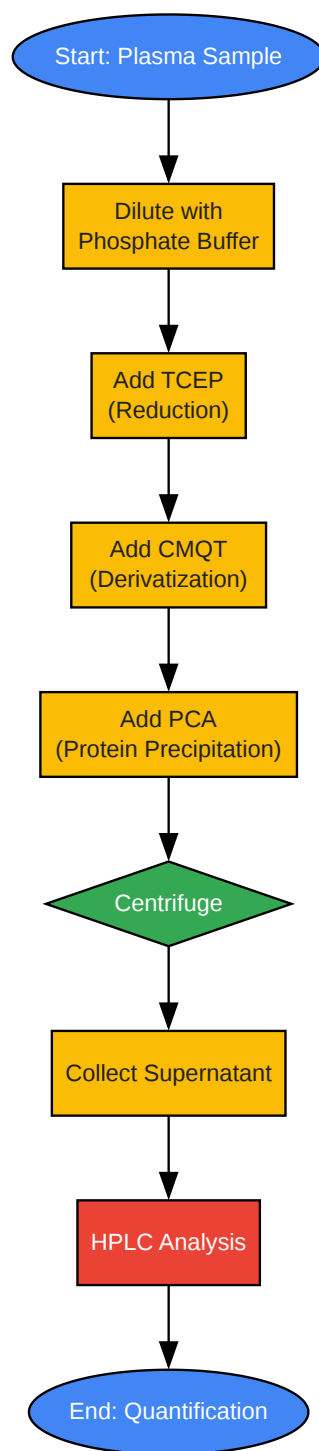 Start: Plasma Sample
Dilute with
Phosphate Buffer
Add TCEP
(Reduction)
Add CMQT
(Derivatization)
Add PCA
(Protein Precipitation)
Centrifuge
Collect Supernatant
HPLC Analysis
End: Quantification